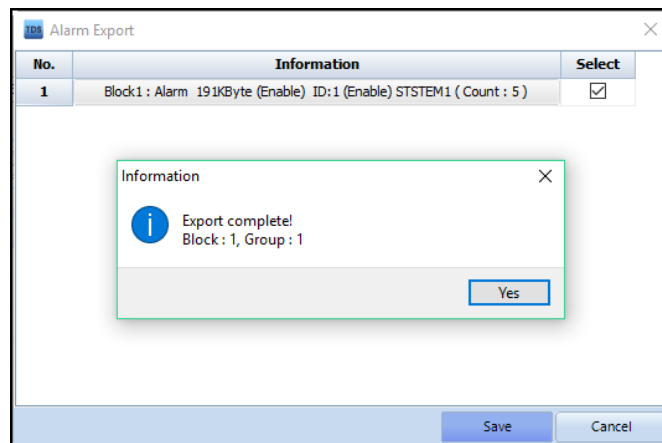 TDS Alarm Export
No. Information Select
1 Block1 : Alarm 191KByte (Enable) ID:1 (Enable) STSTEM1 ( Count : 5 )
Information
Export complete!
Block : 1, Group : 1
Yes
Save Cancel